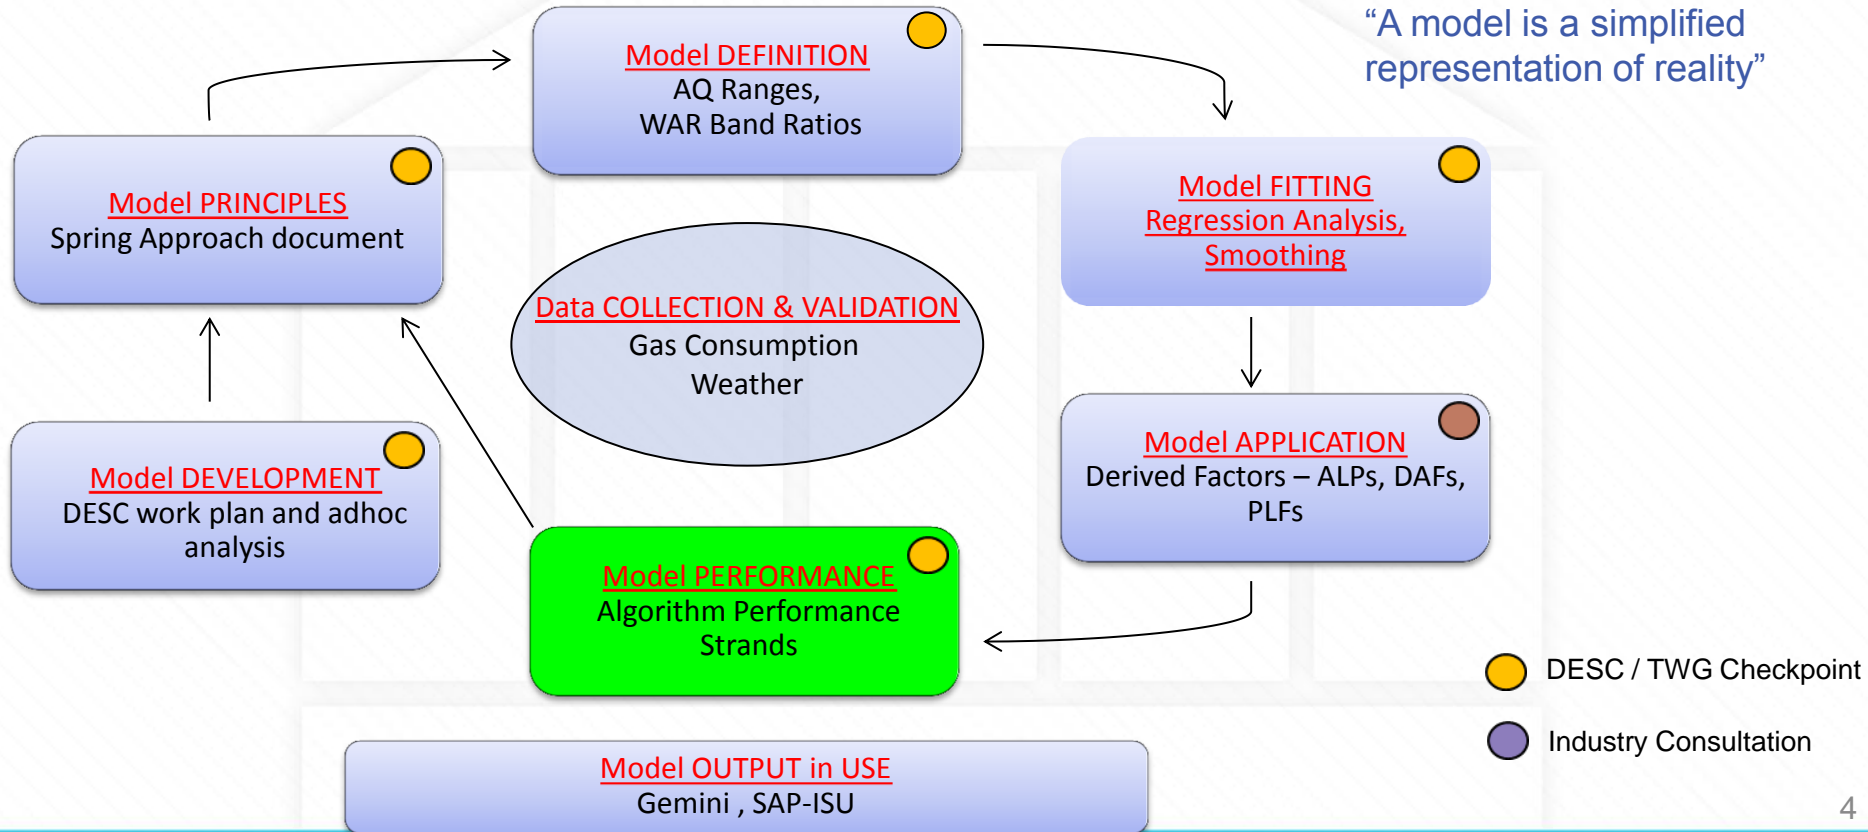 “A model is a simplified
representation of reality”
Model DEFINITION
AQ Ranges,
WAR Band Ratios
Model PRINCIPLES
Spring Approach document
Model FITTING
Regression Analysis,
Smoothing
Data COLLECTION & VALIDATION
Gas Consumption
Weather
Model DEVELOPMENT
DESC work plan and adhoc
analysis
Model APPLICATION
Derived Factors – ALPs, DAFs,
PLFs
Model PERFORMANCE
Algorithm Performance
Strands
DESC / TWG Checkpoint
Industry Consultation
Model OUTPUT in USE
Gemini , SAP-ISU
4